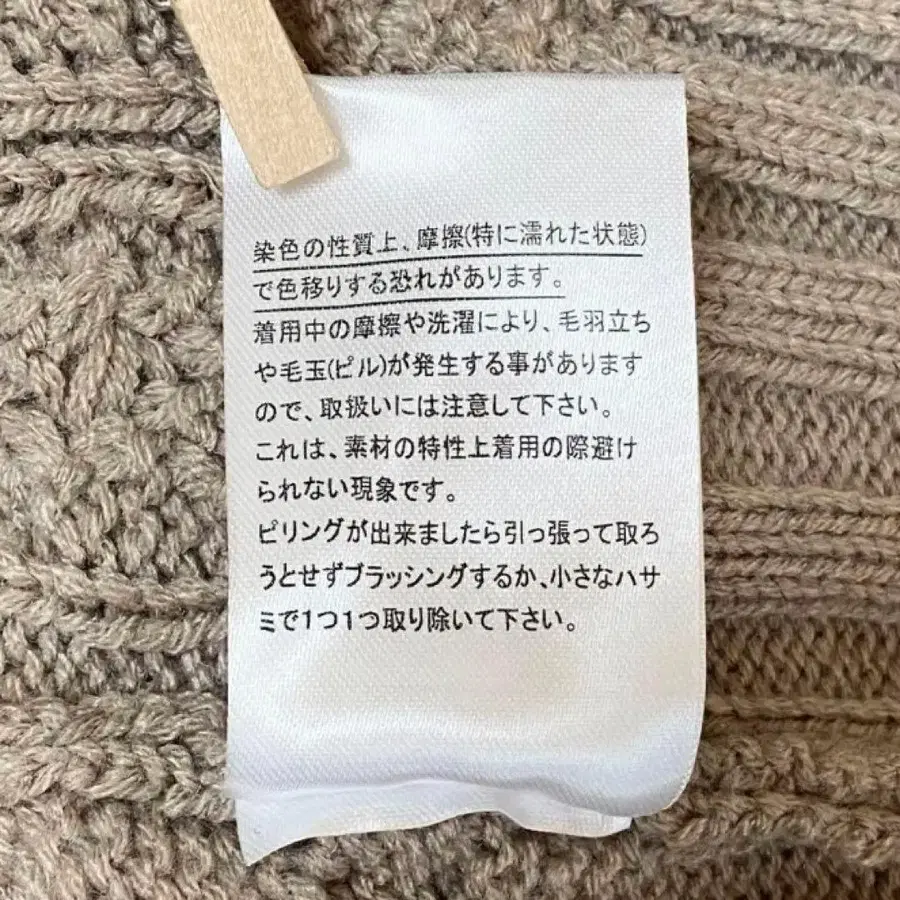 染色の性質上、摩擦(特に濡れた状態)
で色移りする恐れがあります。
着用中の摩擦や洗濯により、毛羽立ち
や毛玉(ピル)が発生する事があります
ので、取扱いには注意して下さい。
これは、素材の特性上着用の際避け
られない現象です。
ピリングが出来ましたら引っ張って取ろ
うとせずブラッシングするか、小さなハサ
ミで1つ1つ取り除いて下さい。